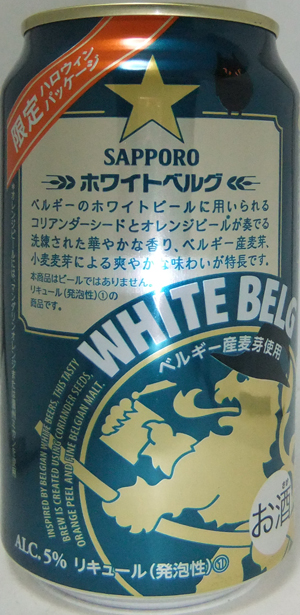 限定
ハロウィン
パッケージ
SAPPORO
ホワイトベルグ
ベルギーのホワイトビールに用いられる
コリアンダーシードとオレンジピールが奏でる
洗練された華やかな香り、ベルギー産麦芽、
小麦麦芽による爽やかな味わいが特長です。
本商品はビールではありません。
リキュール(発泡性)①の
商品です。
WHITE BELG
ベルギー産麦芽使用
INSPIRED BY BELGIAN WHITE BEERS, THIS TASTY
BREW IS CREATED USING CORIANDER SEEDS,
ORANGE PEEL AND FINE BELGIAN MALT.
お酒
ALC. 5% リキュール(発泡性)①